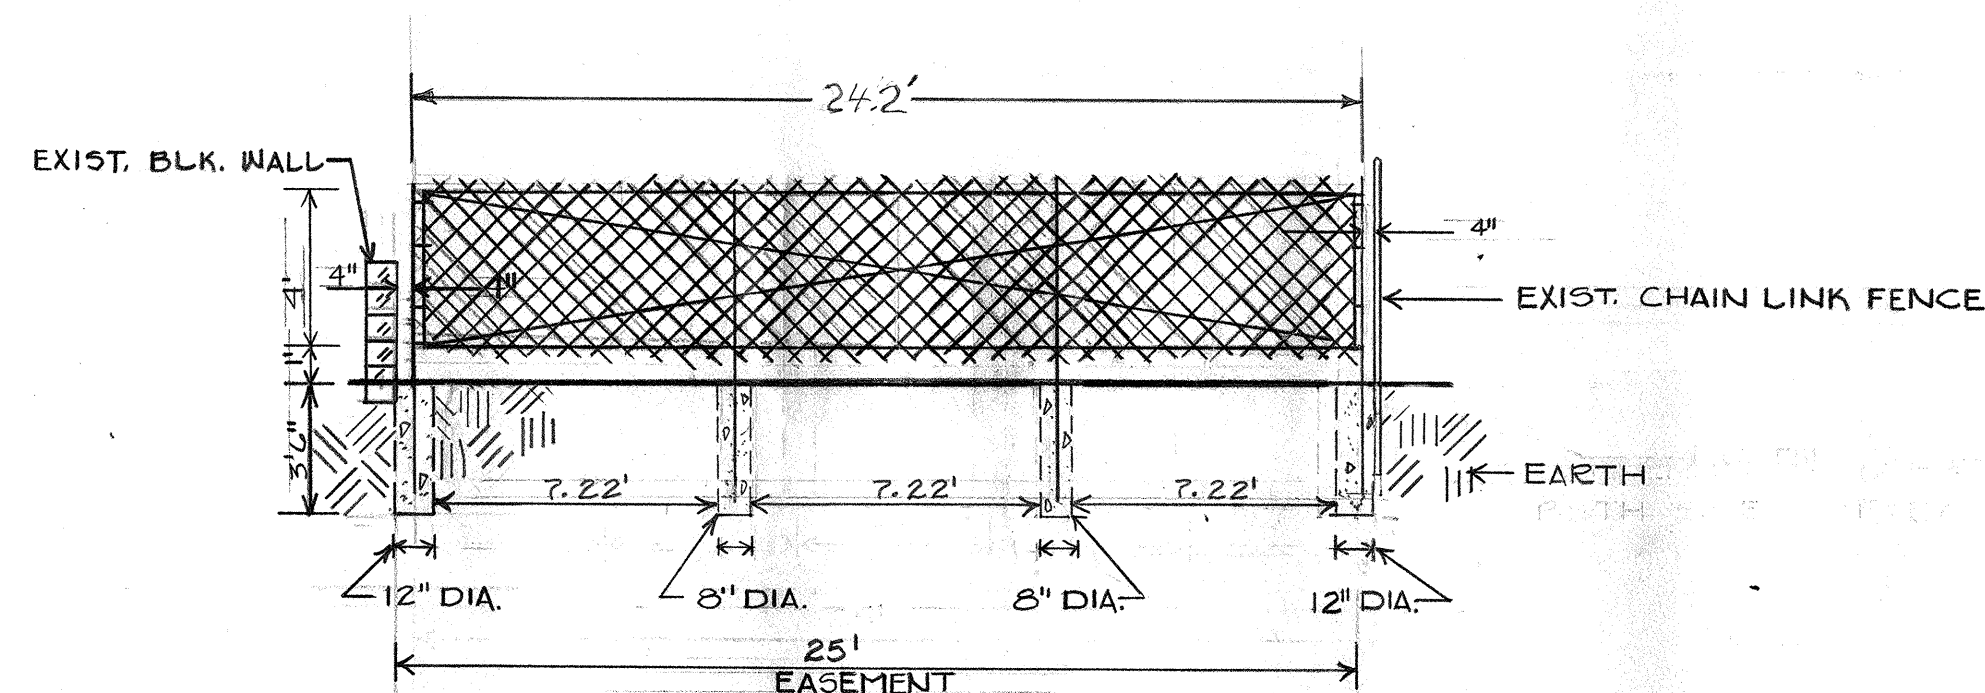 24.2'
EXIST. BLK. WALL
4"
4'
4"
4"
EXIST. CHAIN LINK FENCE
1"
3'6"
7.22'
7.22'
7.22'
EARTH
12" DIA.
8" DIA.
8" DIA.
12" DIA.
25'
EASEMENT